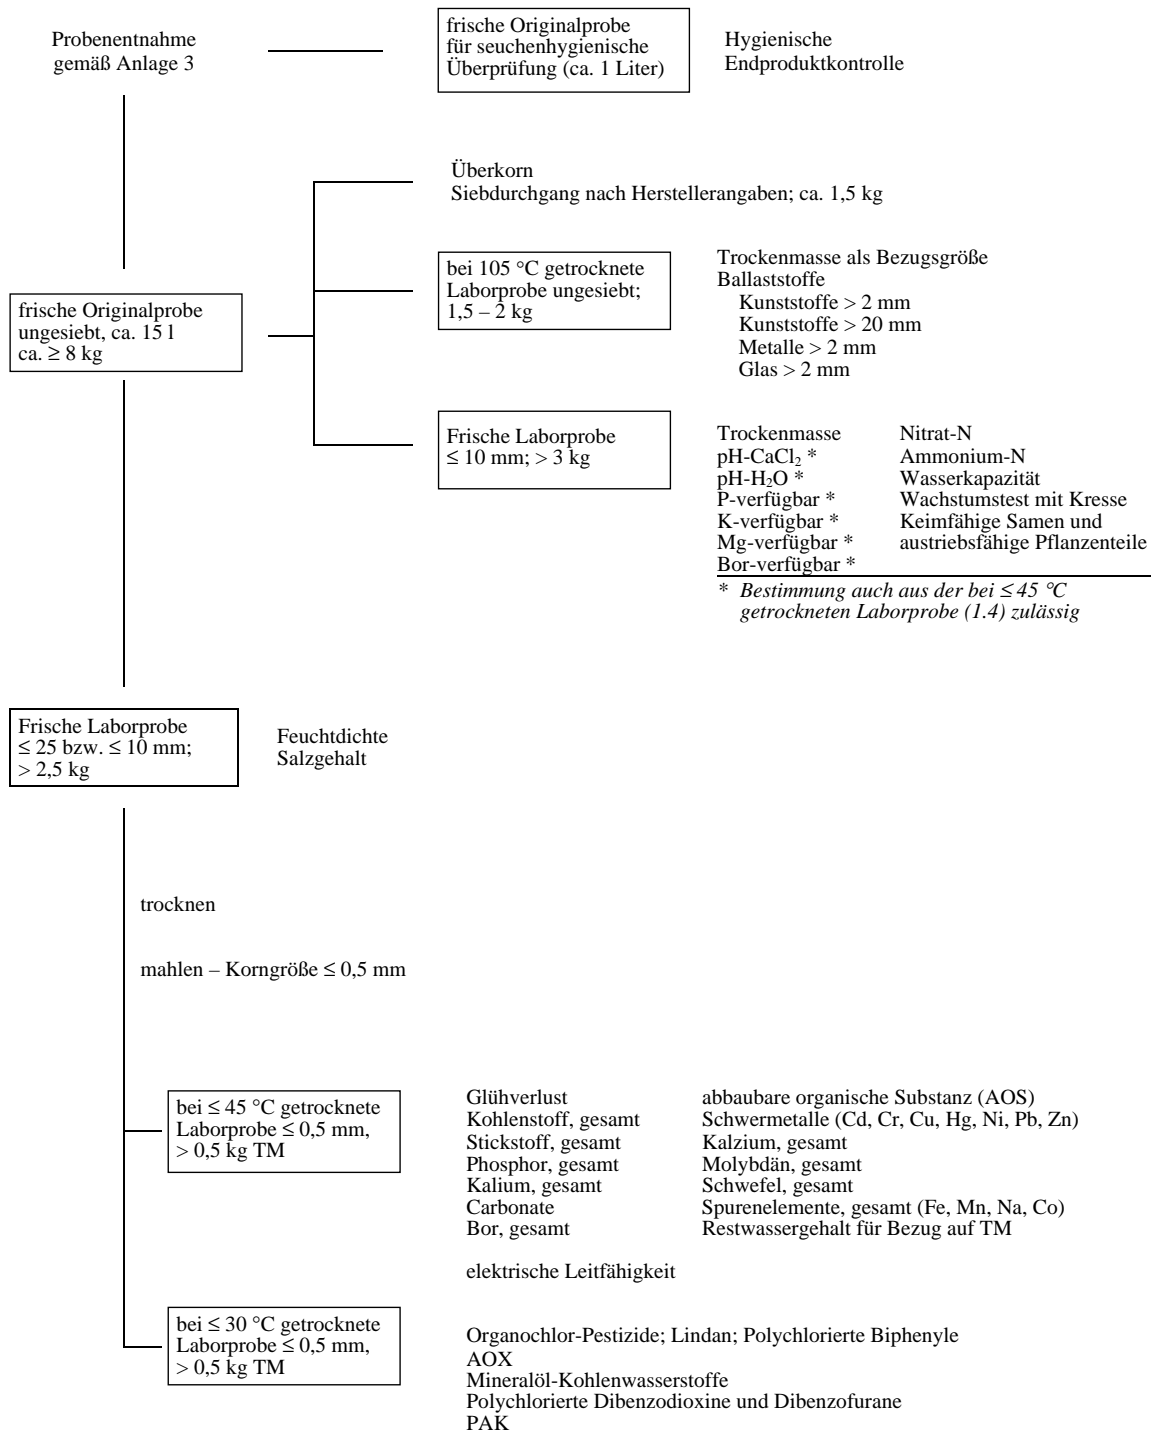 Probenentnahme
gemäß Anlage 3
frische Originalprobe
für seuchenhygienische
Überprüfung (ca. 1 Liter)
Hygienische
Endproduktkontrolle
Überkorn
Siebdurchgang nach Herstellerangaben; ca. 1,5 kg
bei 105 °C getrocknete
Laborprobe ungesiebt;
1,5 – 2 kg
Trockenmasse als Bezugsgröße
Ballaststoffe
Kunststoffe > 2 mm
Kunststoffe > 20 mm
Metalle > 2 mm
Glas > 2 mm
frische Originalprobe
ungesiebt, ca. 15 l
ca. ≥ 8 kg
Frische Laborprobe
≤ 10 mm; > 3 kg
Trockenmasse
pH-CaCl₂ *
pH-H₂O *
P-verfügbar *
K-verfügbar *
Mg-verfügbar *
Bor-verfügbar *
Nitrat-N
Ammonium-N
Wasserkapazität
Wachstumstest mit Kresse
Keimfähige Samen und
austriebsfähige Pflanzenteile
* Bestimmung auch aus der bei ≤ 45 °C
getrockneten Laborprobe (1.4) zulässig
Frische Laborprobe
≤ 25 bzw. ≤ 10 mm;
> 2,5 kg
Feuchtdichte
Salzgehalt
trocknen
mahlen – Korngröße ≤ 0,5 mm
bei ≤ 45 °C getrocknete
Laborprobe ≤ 0,5 mm,
> 0,5 kg TM
Glühverlust
Kohlenstoff, gesamt
Stickstoff, gesamt
Phosphor, gesamt
Kalium, gesamt
Carbonate
Bor, gesamt
elektrische Leitfähigkeit
abbaubare organische Substanz (AOS)
Schwermetalle (Cd, Cr, Cu, Hg, Ni, Pb, Zn)
Kalzium, gesamt
Molybdän, gesamt
Schwefel, gesamt
Spurenelemente, gesamt (Fe, Mn, Na, Co)
Restwassergehalt für Bezug auf TM
bei ≤ 30 °C getrocknete
Laborprobe ≤ 0,5 mm,
> 0,5 kg TM
Organochlor-Pestizide; Lindan; Polychlorierte Biphenyle
AOX
Mineralöl-Kohlenwasserstoffe
Polychlorierte Dibenzodioxine und Dibenzofurane
PAK